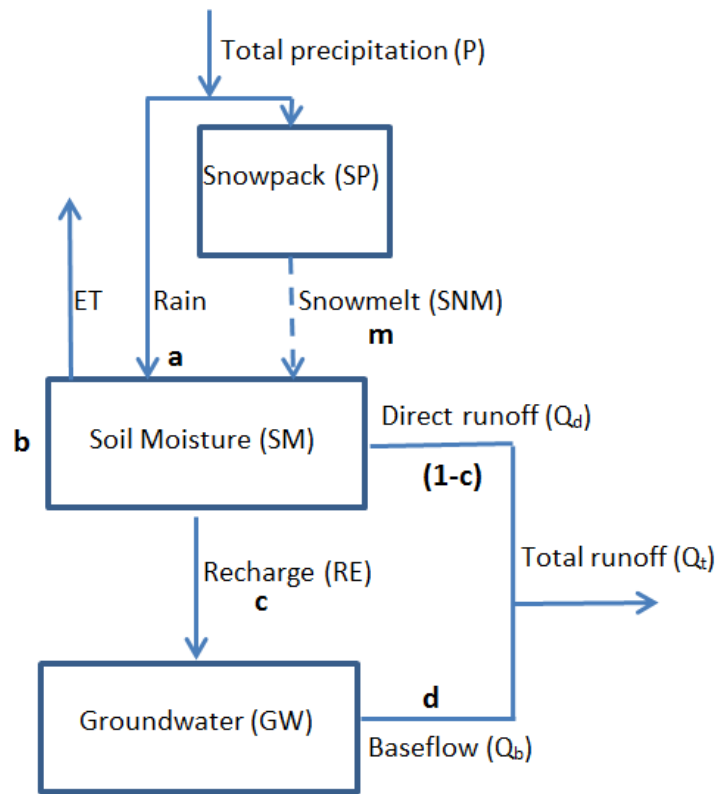 Total precipitation (P)
Snowpack (SP)
ET
Rain
Snowmelt (SNM)
m
a
b
Soil Moisture (SM)
Direct runoff (Qd)
(1-c)
Recharge (RE)
c
Total runoff (Qt)
Groundwater (GW)
d
Baseflow (Qb)